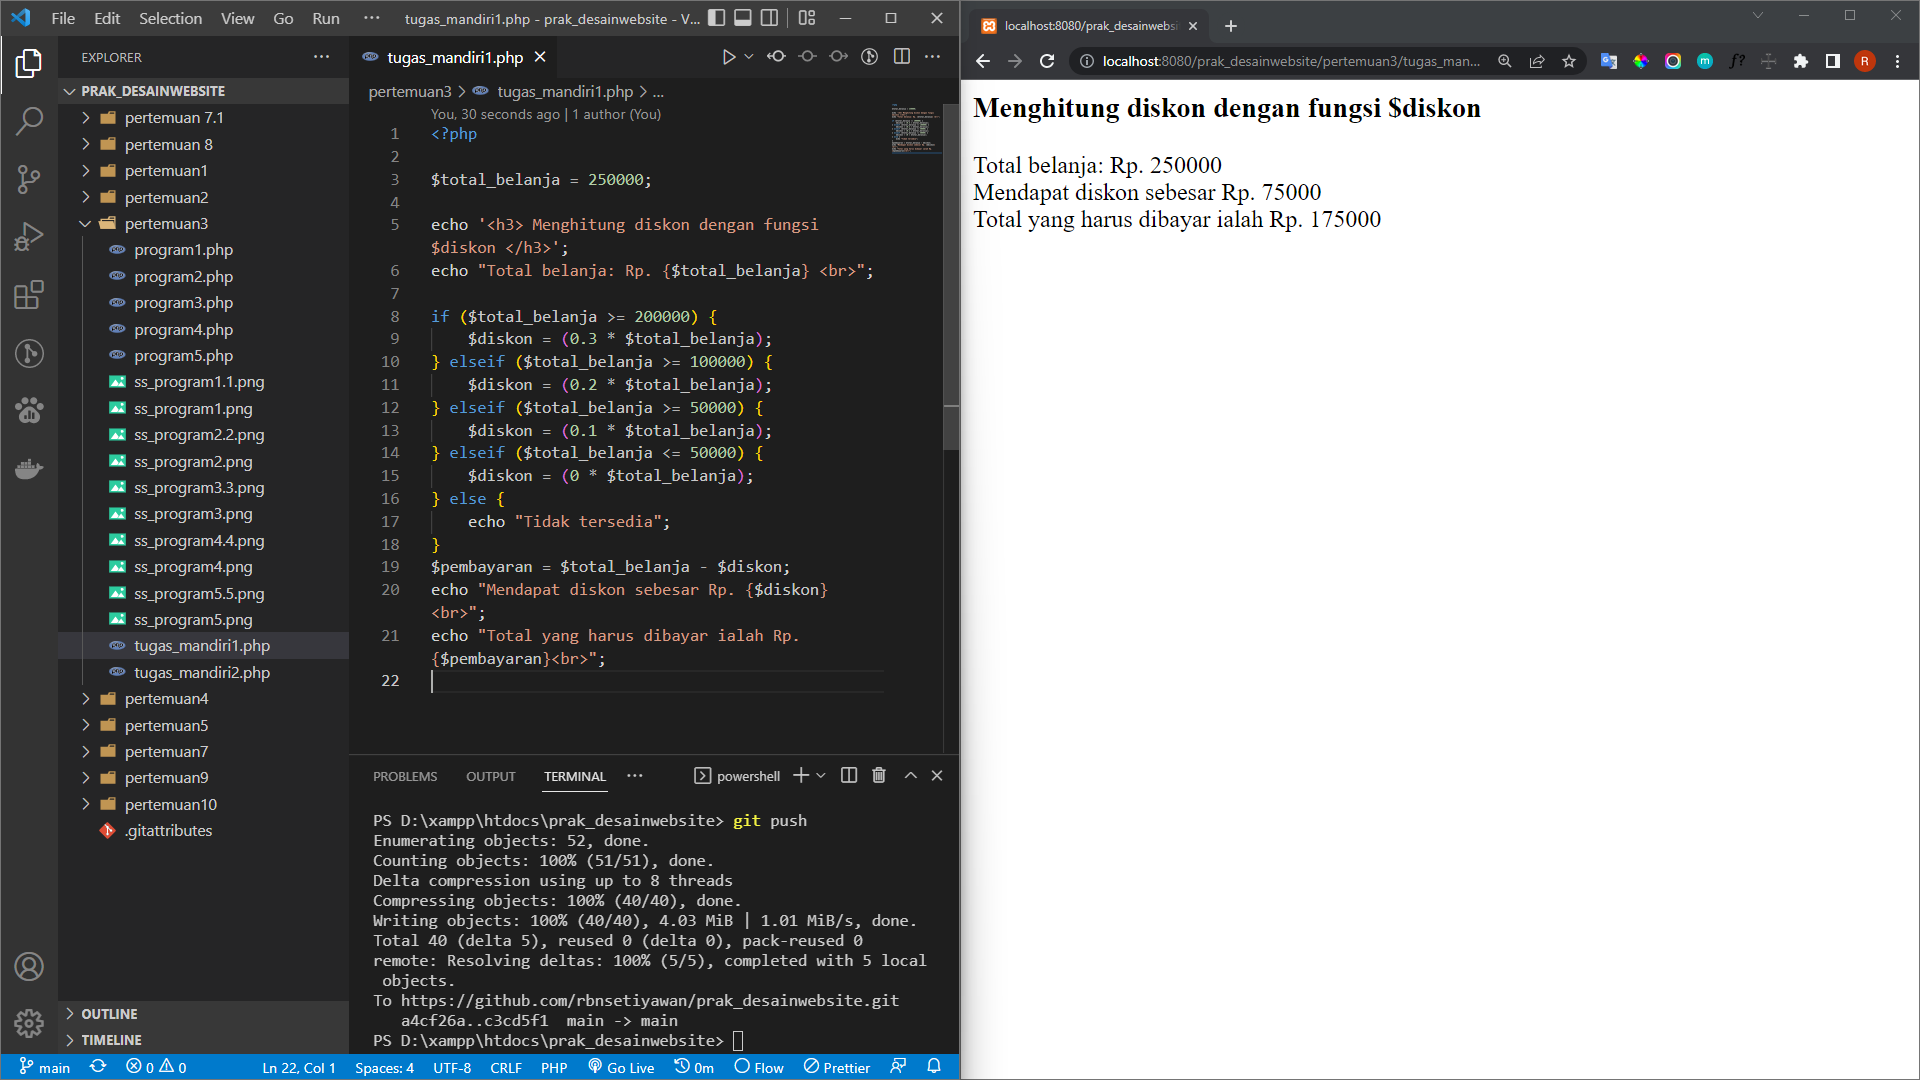 File Edit Selection View Go Run ··· tugas_mandiri1.php - prak_desainwebsite - V...
EXPLORER ···
PRAK_DESAINWEBSITE
pertemuan 7.1
pertemuan 8
pertemuan1
pertemuan2
pertemuan3
program1.php
program2.php
program3.php
program4.php
program5.php
ss_program1.1.png
ss_program1.png
ss_program2.2.png
ss_program2.png
ss_program3.3.png
ss_program3.png
ss_program4.4.png
ss_program4.png
ss_program5.5.png
ss_program5.png
tugas_mandiri1.php
tugas_mandiri2.php
pertemuan4
pertemuan5
pertemuan7
pertemuan9
pertemuan10
.gitattributes
OUTLINE
TIMELINE
tugas_mandiri1.php
pertemuan3 > tugas_mandiri1.php > ...
You, 30 seconds ago | 1 author (You)
1 <?php
2
3 $total_belanja = 250000;
4
5 echo '<h3> Menghitung diskon dengan fungsi
$diskon </h3>';
6 echo "Total belanja: Rp. {$total_belanja} <br>";
7
8 if ($total_belanja >= 200000) {
9 $diskon = (0.3 * $total_belanja);
10 } elseif ($total_belanja >= 100000) {
11 $diskon = (0.2 * $total_belanja);
12 } elseif ($total_belanja >= 50000) {
13 $diskon = (0.1 * $total_belanja);
14 } elseif ($total_belanja <= 50000) {
15 $diskon = (0 * $total_belanja);
16 } else {
17 echo "Tidak tersedia";
18 }
19 $pembayaran = $total_belanja - $diskon;
20 echo "Mendapat diskon sebesar Rp. {$diskon}
<br>";
21 echo "Total yang harus dibayar ialah Rp.
{$pembayaran}<br>";
22
PROBLEMS OUTPUT TERMINAL ··· powershell
PS D:\xampp\htdocs\prak_desainwebsite> git push
Enumerating objects: 52, done.
Counting objects: 100% (51/51), done.
Delta compression using up to 8 threads
Compressing objects: 100% (40/40), done.
Writing objects: 100% (40/40), 4.03 MiB | 1.01 MiB/s, done.
Total 40 (delta 5), reused 0 (delta 0), pack-reused 0
remote: Resolving deltas: 100% (5/5), completed with 5 local
objects.
To https://github.com/rbnsetiyawan/prak_desainwebsite.git
a4cf26a..c3cd5f1 main -> main
PS D:\xampp\htdocs\prak_desainwebsite>
main 0 0 Ln 22, Col 1 Spaces: 4 UTF-8 CRLF PHP Go Live 0m Flow Prettier
localhost:8080/prak_desainwebsi
localhost:8080/prak_desainwebsite/pertemuan3/tugas_man... m f? R
Menghitung diskon dengan fungsi $diskon
Total belanja: Rp. 250000
Mendapat diskon sebesar Rp. 75000
Total yang harus dibayar ialah Rp. 175000